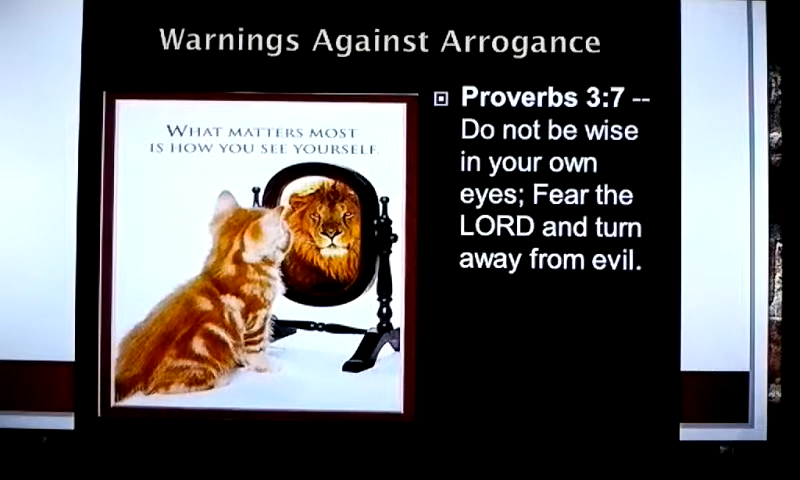 Warnings Against Arrogance
WHAT MATTERS MOST
IS HOW YOU SEE YOURSELF
Proverbs 3:7 --
Do not be wise
in your own
eyes; Fear the
LORD and turn
away from evil.